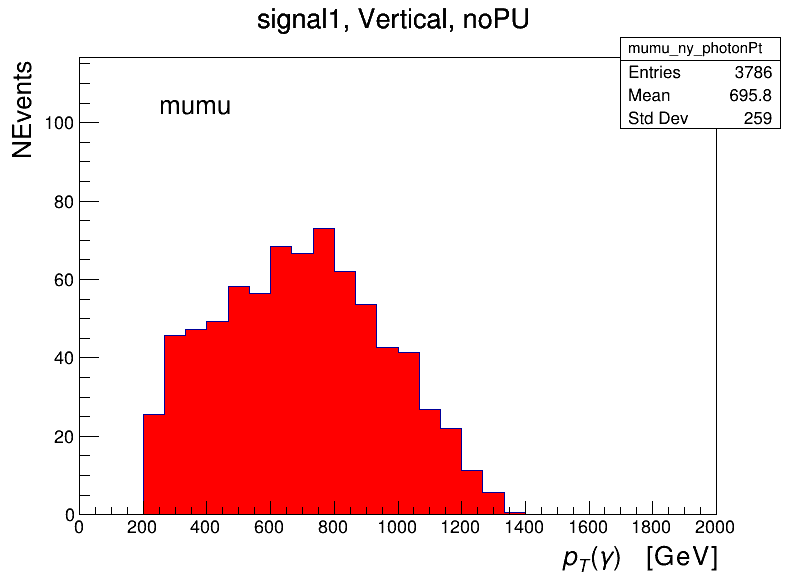 signal1, Vertical, noPU
mumu_ny_photonPt
Entries 3786
Mean 695.8
Std Dev 259
NEvents
mumu
100
80
60
40
20
0
0 200 400 600 800 1000 1200 1400 1600 1800 2000
p_T(γ) [GeV]